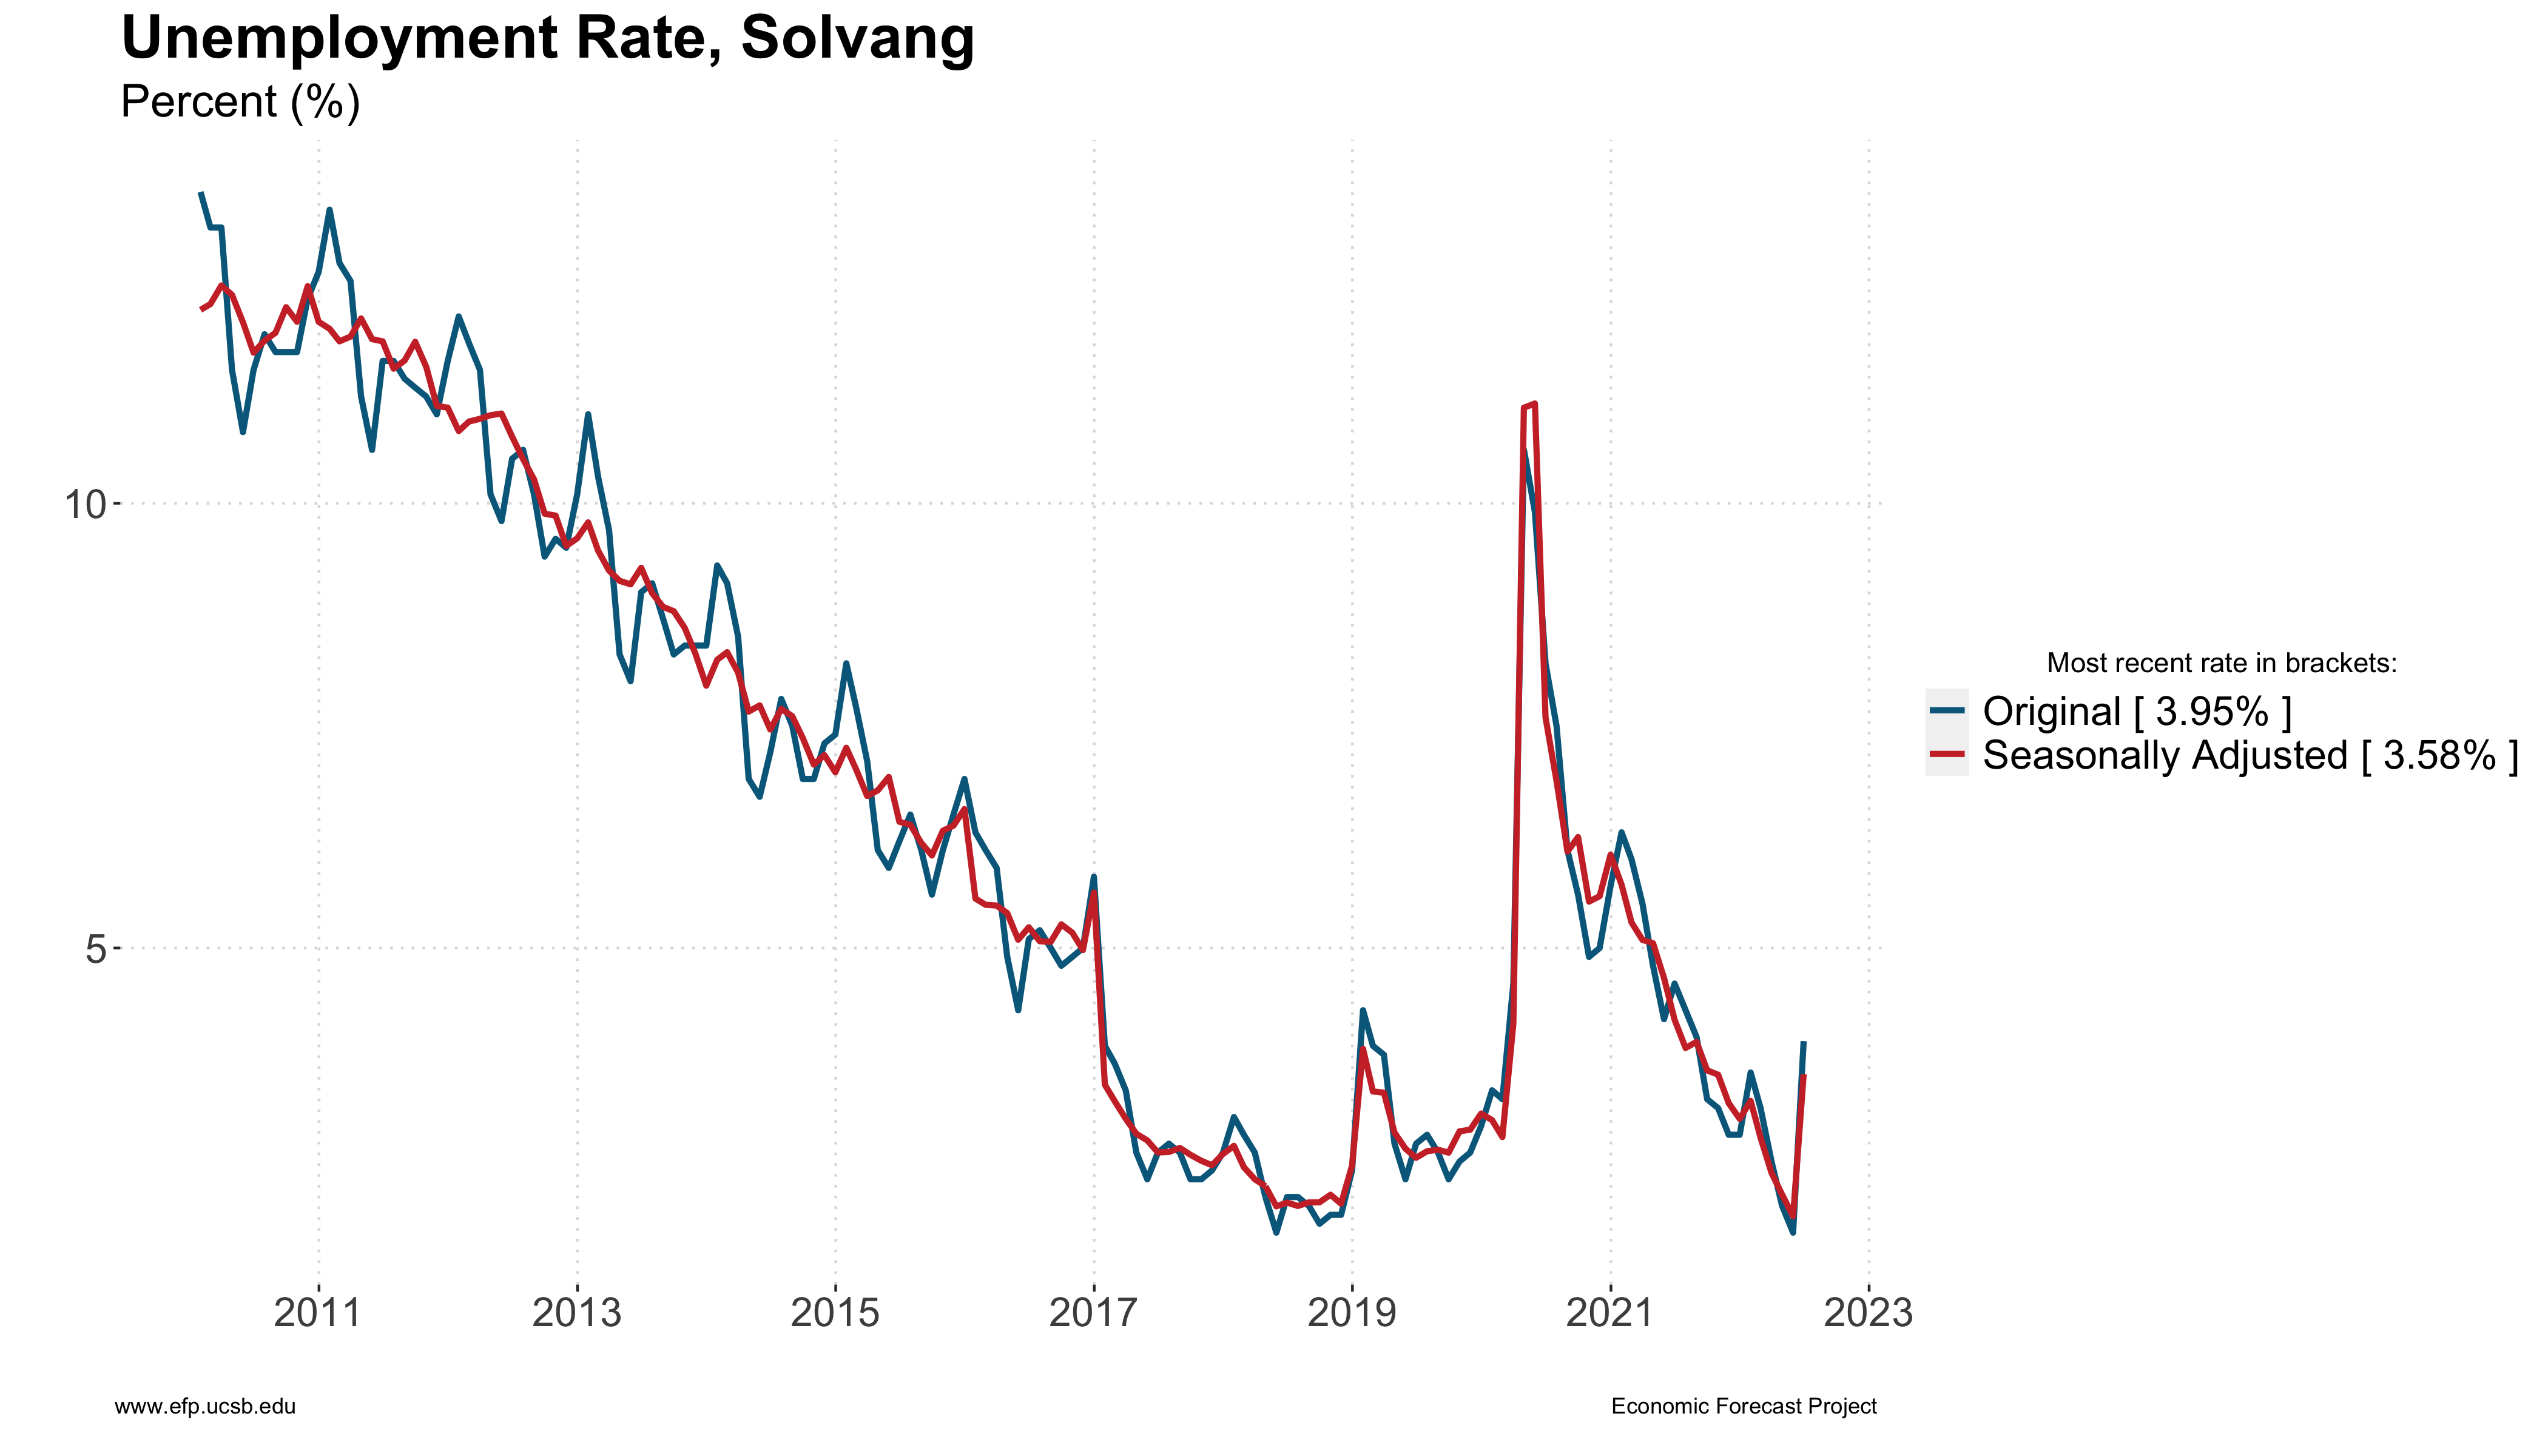 Unemployment Rate, Solvang
Percent (%)
10
5
2011 2013 2015 2017 2019 2021 2023
Most recent rate in brackets:
Original [ 3.95% ]
Seasonally Adjusted [ 3.58% ]
www.efp.ucsb.edu
Economic Forecast Project